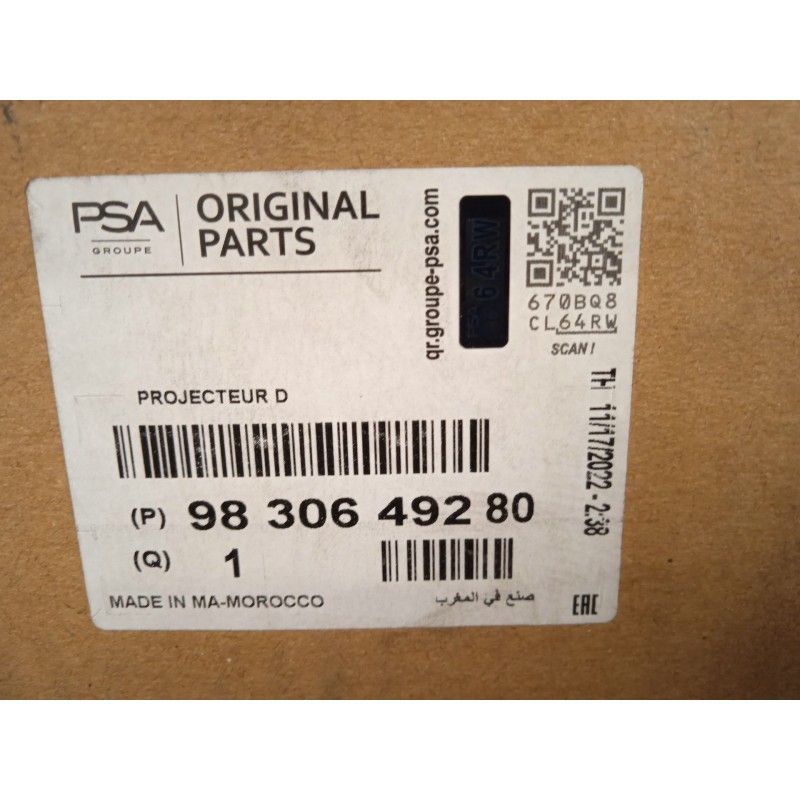 PSA
GROUPE
ORIGINAL
PARTS
qr.groupe-psa.com
PSA 64RW
670BQ8
CL64RW
SCAN!
PROJECTEUR D
(P) 98 306 492 80
(Q) 1
MADE IN MA-MOROCCO
صنع في المغرب
EAC
11/17/2022 - 2:38